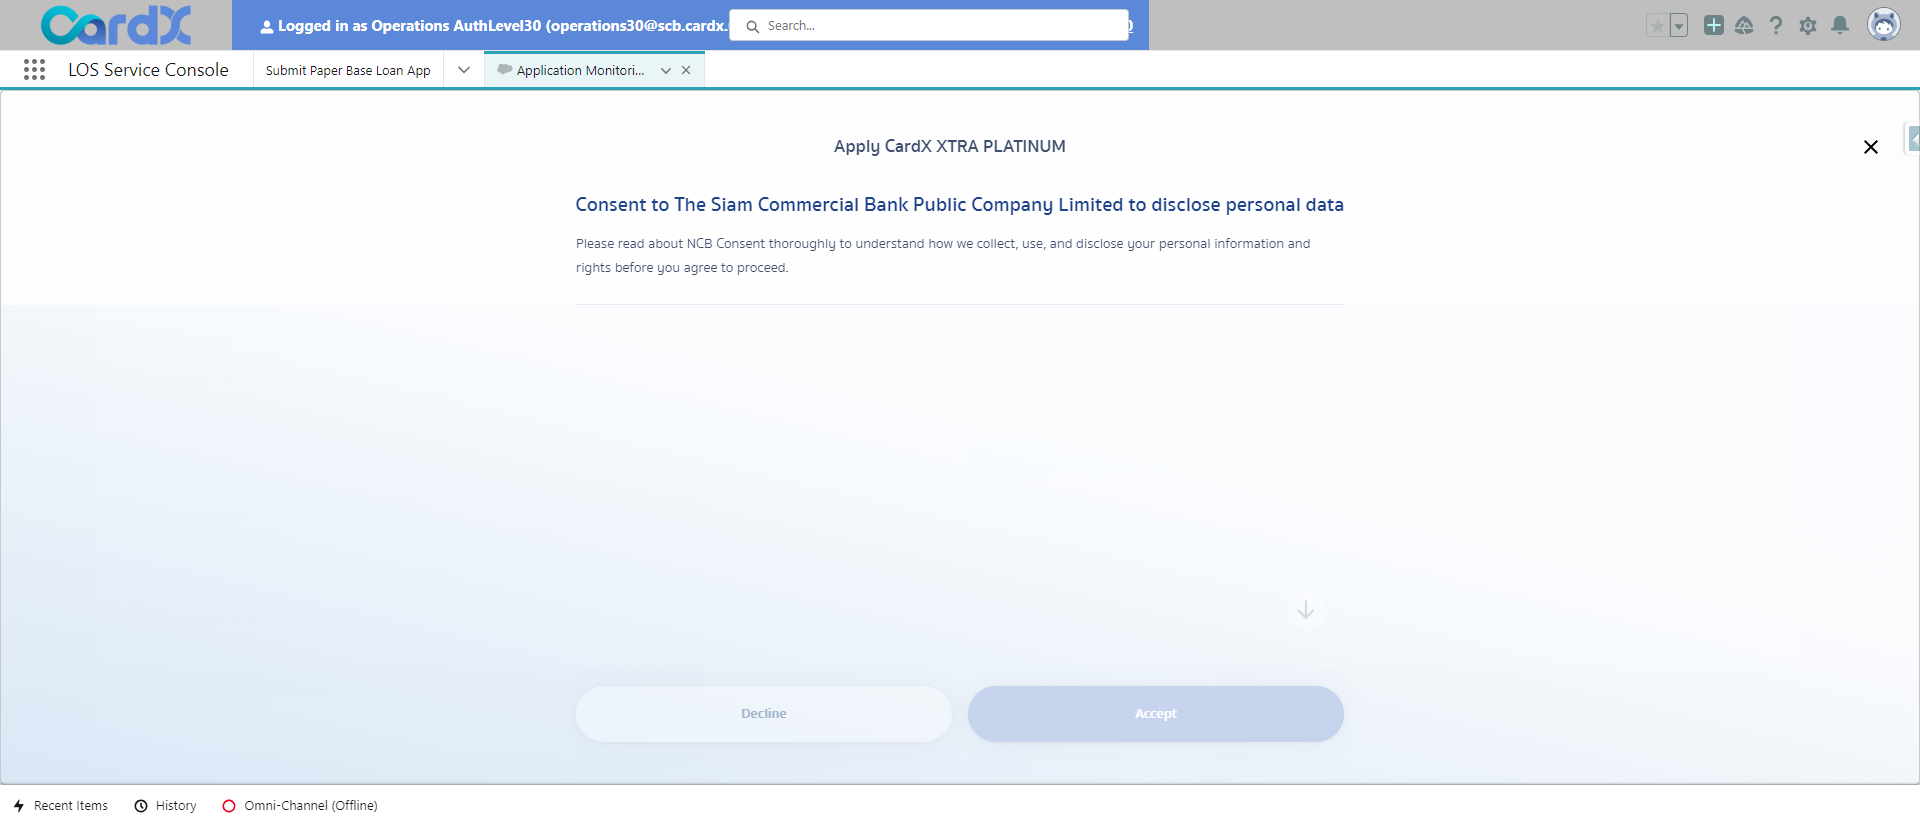 CardX
Logged in as Operations AuthLevel30 (operations30@scb.cardx.
Search...
LOS Service Console
Submit Paper Base Loan App
Application Monitori...
Apply CardX XTRA PLATINUM
Consent to The Siam Commercial Bank Public Company Limited to disclose personal data
Please read about NCB Consent thoroughly to understand how we collect, use, and disclose your personal information and
rights before you agree to proceed.
Decline
Accept
Recent Items
History
Omni-Channel (Offline)